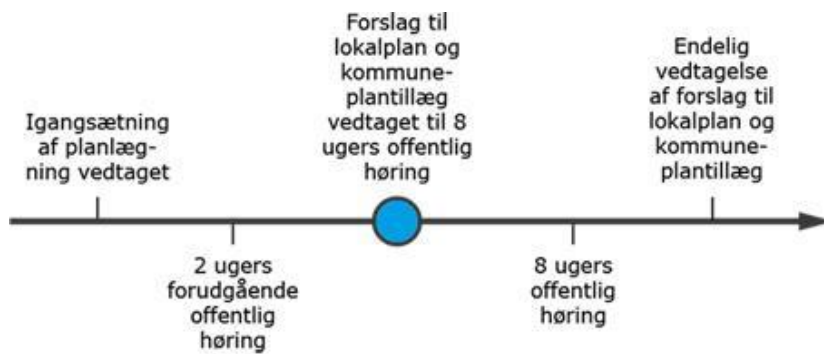 Igangsætning
af planlæg-
ning vedtaget
2 ugers
forudgående
offentlig
høring
Forslag til
lokalplan og
kommune-
plantillæg
vedtaget til 8
ugers offentlig
høring
8 ugers
offentlig
høring
Endelig
vedtagelse
af forslag til
lokalplan og
kommune-
plantillæg